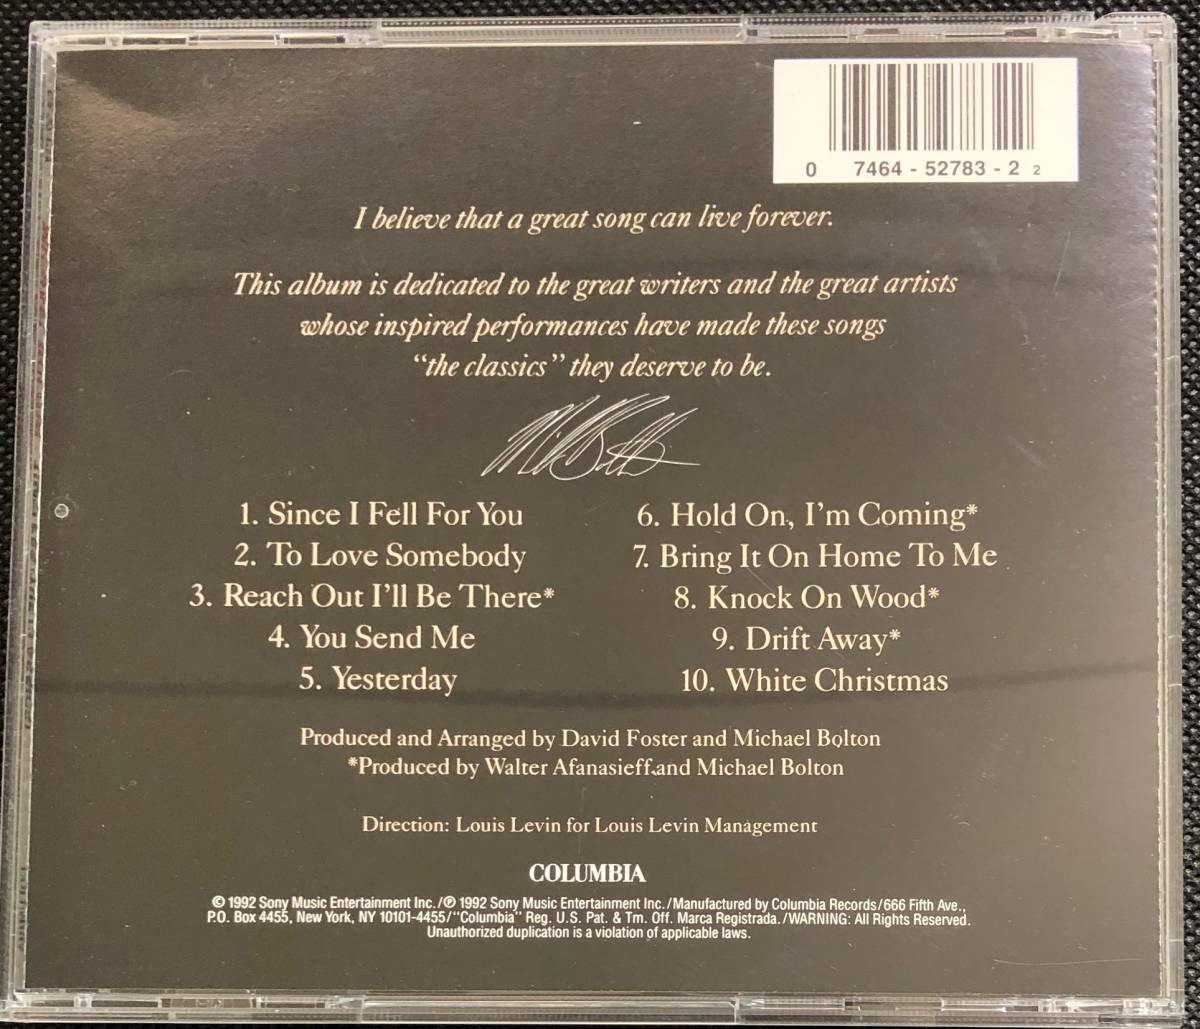 0 7464 - 52783 - 2 2
I believe that a great song can live forever.
This album is dedicated to the great writers and the great artists
whose inspired performances have made these songs
“the classics” they deserve to be.
1. Since I Fell For You
2. To Love Somebody
3. Reach Out I'll Be There*
4. You Send Me
5. Yesterday
6. Hold On, I'm Coming*
7. Bring It On Home To Me
8. Knock On Wood*
9. Drift Away*
10. White Christmas
Produced and Arranged by David Foster and Michael Bolton
*Produced by Walter Afanasieff and Michael Bolton
Direction: Louis Levin for Louis Levin Management
COLUMBIA
© 1992 Sony Music Entertainment Inc./℗ 1992 Sony Music Entertainment Inc./Manufactured by Columbia Records/666 Fifth Ave.,
P.O. Box 4455, New York, NY 10101-4455/"Columbia" Reg. U.S. Pat. & Tm. Off. Marca Registrada./WARNING: All Rights Reserved.
Unauthorized duplication is a violation of applicable laws.